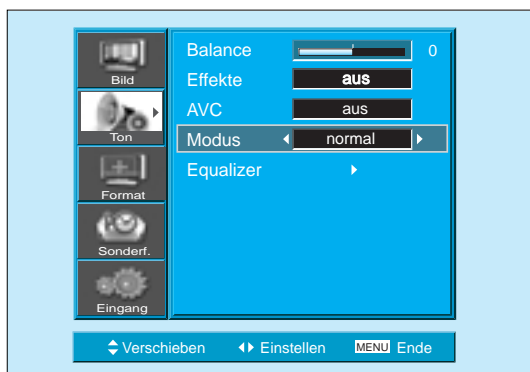 Bild
Ton
Format
Sonderf.
Eingang
Balance 0
Effekte aus
AVC aus
Modus normal
Equalizer
Verschieben Einstellen MENU Ende